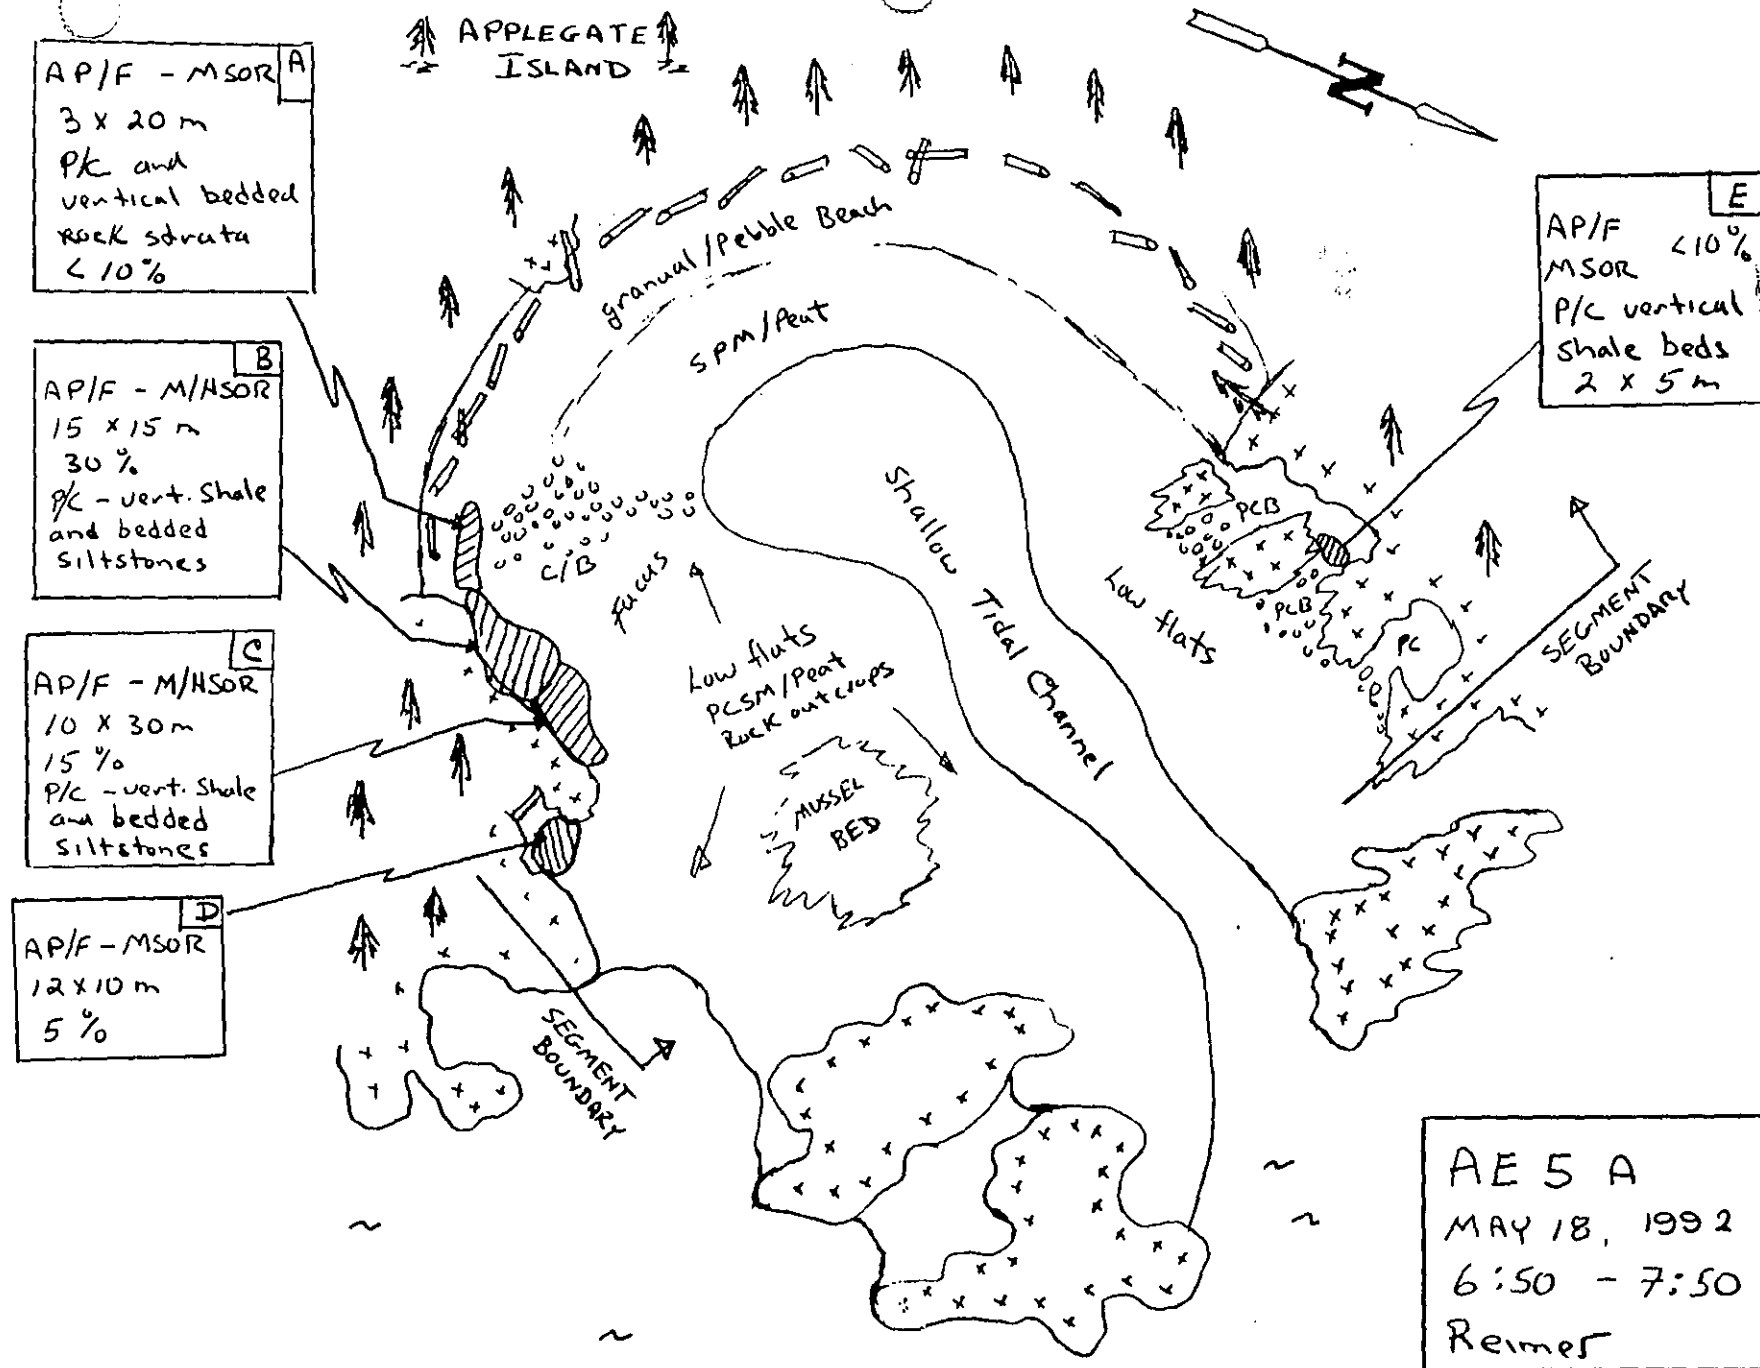 APPLEGATE
ISLAND
N
A
AP/F - MSOR
3 x 20 m
P/C and
vertical bedded
Rock strata
< 10%
B
AP/F - M/HSOR
15 x 15 m
30 %
P/C - vert. Shale
and bedded
Siltstones
C
AP/F - M/HSOR
10 x 30 m
15 %
P/C - vert. Shale
and bedded
Siltstones
D
AP/F - MSOR
12 x 10 m
5 %
E
AP/F <10%
MSOR
P/C vertical
Shale beds
2 x 5 m
granual/Pebble Beach
SPM/Peat
C/B
Fucus
Low flats
PCSM/Peat
Rock outcrops
MUSSEL
BED
Shallow Tidal Channel
Low flats
PCB
PCB
PC
SEGMENT
BOUNDARY
SEGMENT
BOUNDARY
AE 5 A
MAY 18, 1992
6:50 - 7:50
Reimer